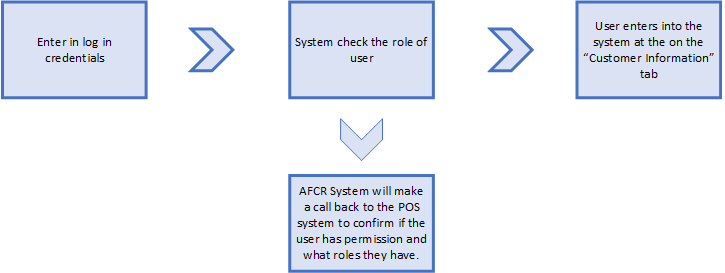 Enter in log in
credentials
System check the role of
user
User enters into the
system at the on the
“Customer Information”
tab
AFCR System will make
a call back to the POS
system to confirm if the
user has permission and
what roles they have.